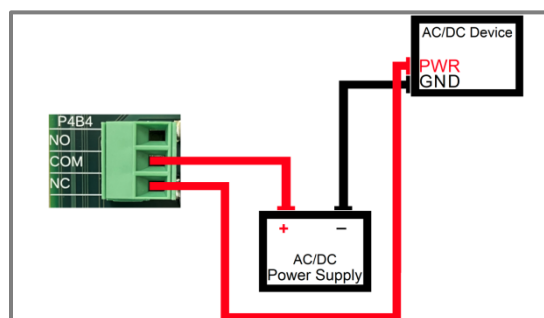 P4B4
NO
COM
NC
AC/DC Device
PWR
GND
+ −
AC/DC
Power Supply